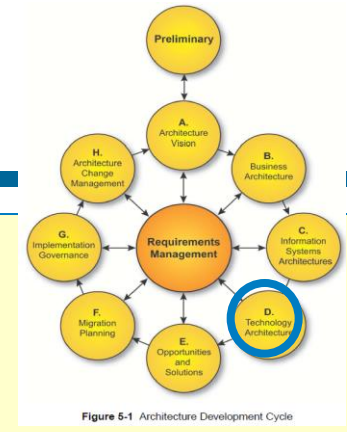 Preliminary
A.
Architecture
Vision
H.
Architecture
Change
Management
B.
Business
Architecture
G.
Implementation
Governance
Requirements
Management
C.
Information
Systems
Architectures
F.
Migration
Planning
D.
Technology
Architecture
E.
Opportunities
and
Solutions
Figure 5-1 Architecture Development Cycle